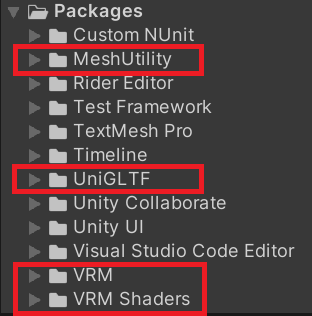 Packages
Custom NUnit
MeshUtility
Rider Editor
Test Framework
TextMesh Pro
Timeline
UniGLTF
Unity Collaborate
Unity UI
Visual Studio Code Editor
VRM
VRM Shaders